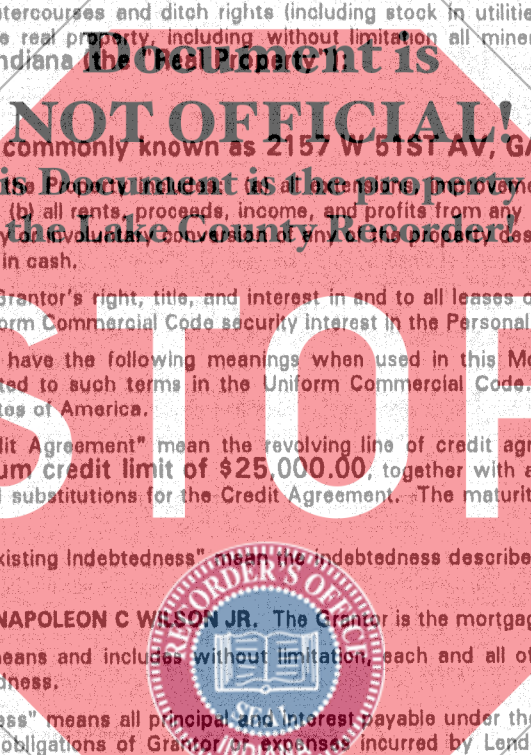 ntercourses and ditch rights (including stock in utilitie
e real property, including without limitation all miner
ndiana (the "Real Property"):
Document is
NOT OFFICIAL!
commonly known as 2157 W 51ST AV, GA
is Document is the property
the Property includes: (a) all extensions, improveme
(b) all rents, proceeds, income, and profits from any
the Lake County Recorder!
y or involuntary conversion of any of the property des
in cash.
Grantor's right, title, and interest in and to all leases o
orm Commercial Code security interest in the Personal
STOP
have the following meanings when used in this Mo
ted to such terms in the Uniform Commercial Code.
tes of America.
dit Agreement" mean the revolving line of credit agr
um credit limit of $25,000.00, together with a
substitutions for the Credit Agreement. The maturit
xisting Indebtedness" mean the indebtedness describe
RECORDER'S OFFICE
NAPOLEON C WILSON JR. The Grantor is the mortgag
eans and includes without limitation, each and all of
dness.
SEAL
ess" means all principal and interest payable under the
obligations of Grantor or expenses incurred by Lend